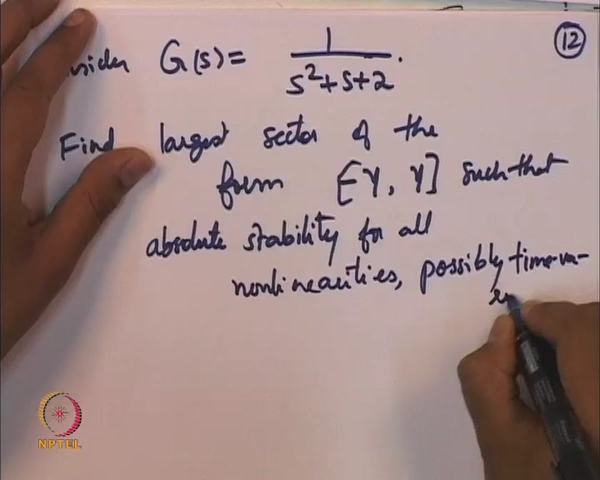 12
nsider G(s) = 1/(s²+s+2).
Find largest sector of the
form [-γ, γ] such that
absolute stability for all
nonlinearities, possibly time-va-
NPTEL